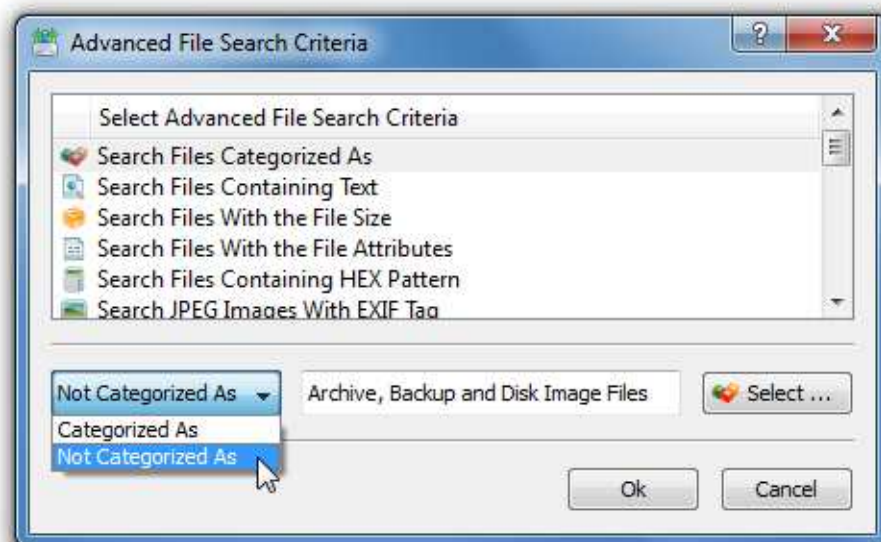 Advanced File Search Criteria
Select Advanced File Search Criteria
Search Files Categorized As
Search Files Containing Text
Search Files With the File Size
Search Files With the File Attributes
Search Files Containing HEX Pattern
Search JPEG Images With EXIF Tag
Not Categorized As Archive, Backup and Disk Image Files Select ...
Categorized As
Not Categorized As
Ok Cancel